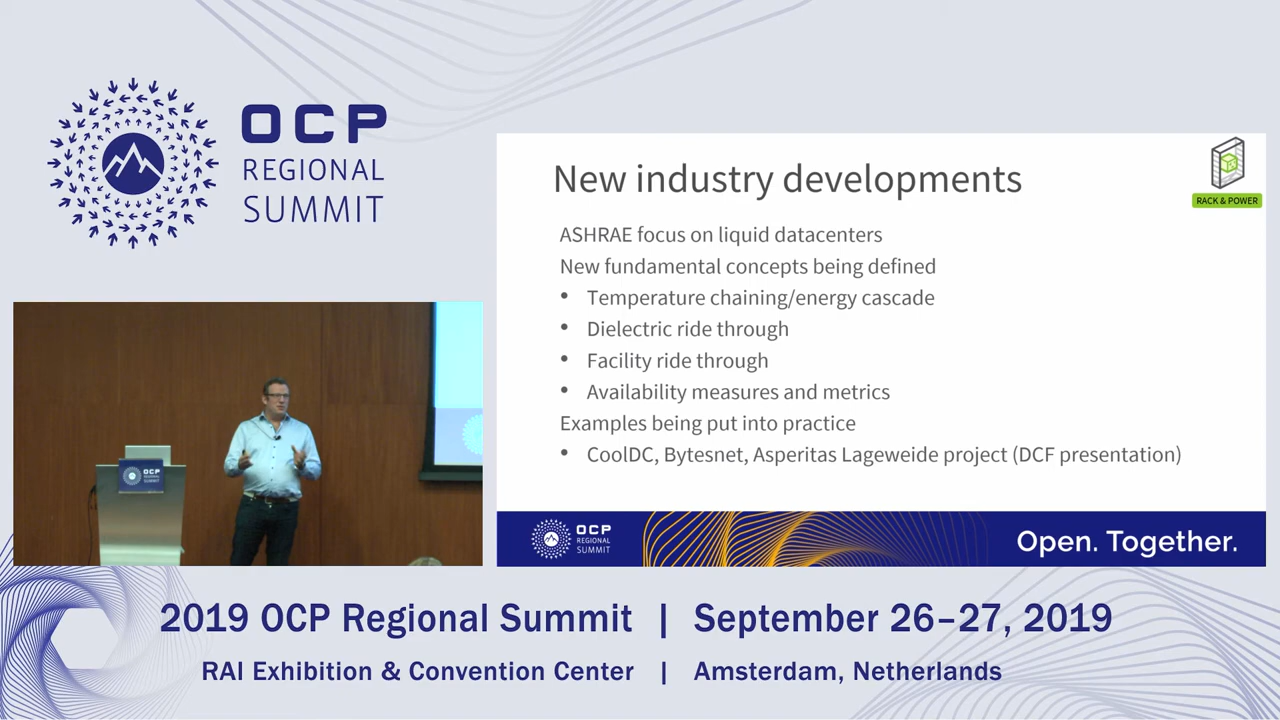 OCP
REGIONAL
SUMMIT
New industry developments
RACK & POWER
ASHRAE focus on liquid datacenters
New fundamental concepts being defined
• Temperature chaining/energy cascade
• Dielectric ride through
• Facility ride through
• Availability measures and metrics
Examples being put into practice
• CoolDC, Bytesnet, Asperitas Lageweide project (DCF presentation)
OCP
REGIONAL
SUMMIT
Open. Together.
OCP
REGIONAL
SUMMIT
2019 OCP Regional Summit | September 26–27, 2019
RAI Exhibition & Convention Center | Amsterdam, Netherlands